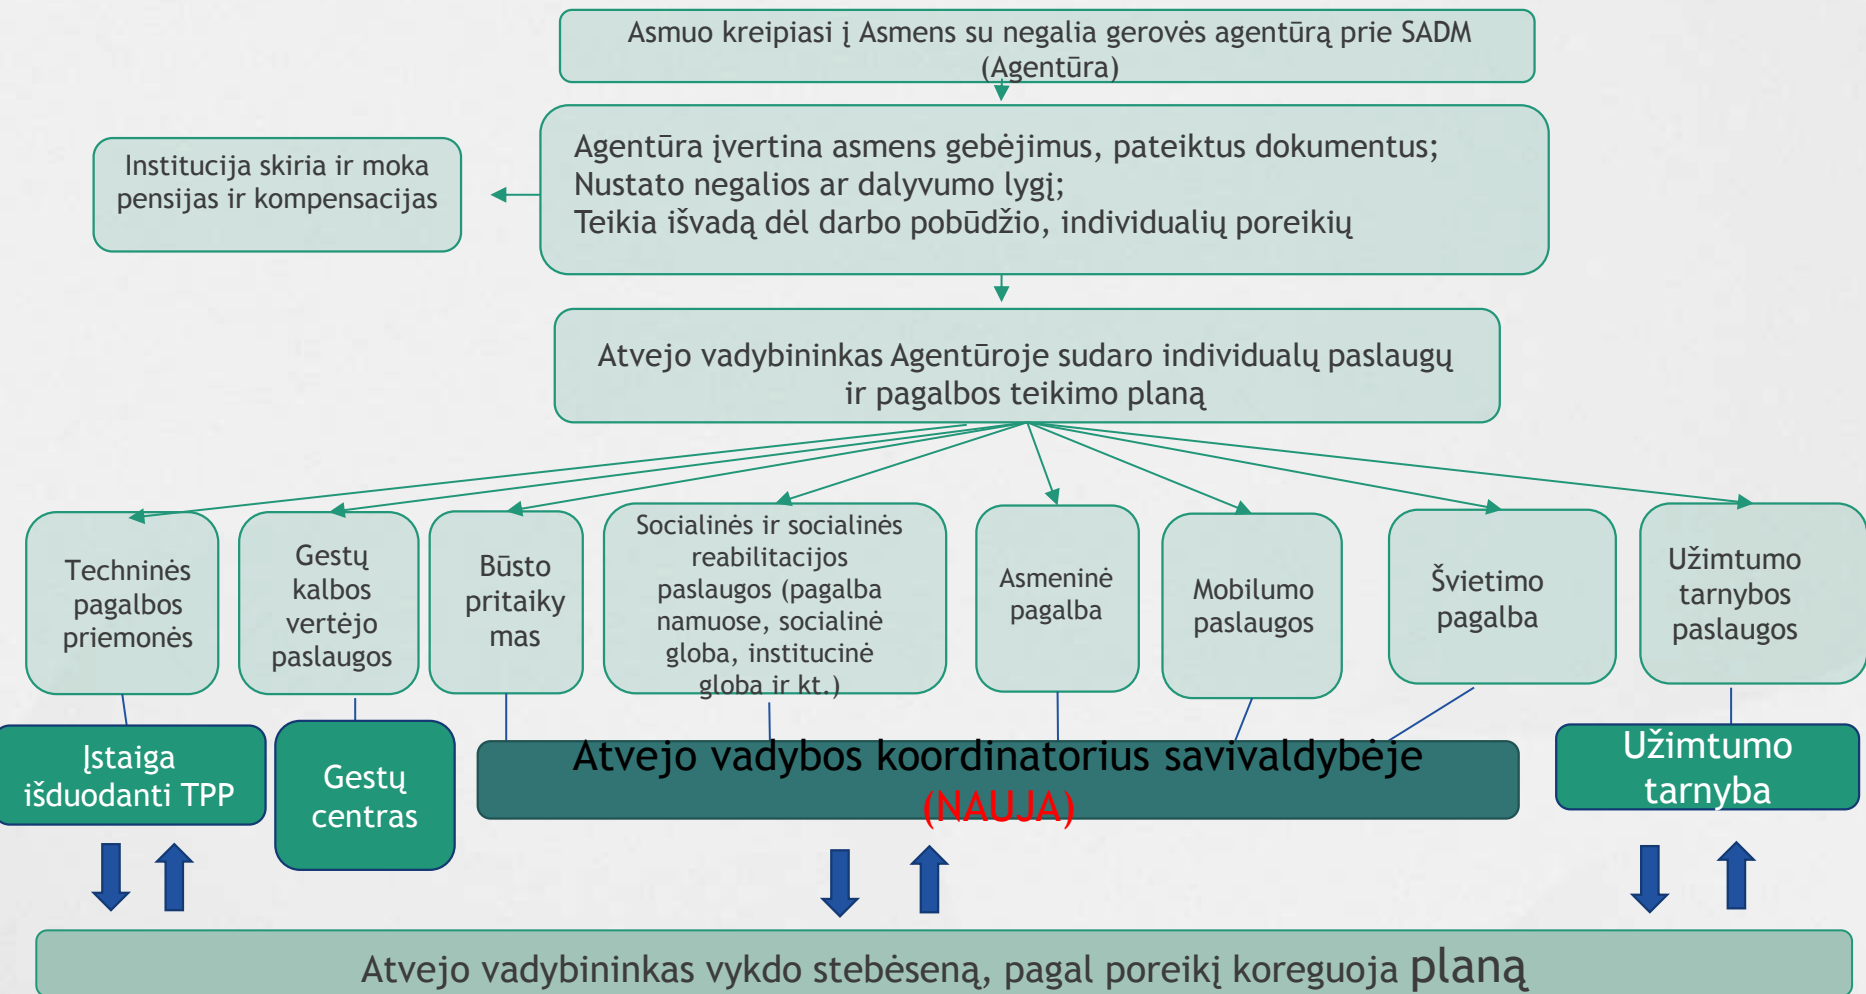 Asmuo kreipiasi į Asmens su negalia gerovės agentūrą prie SADM
(Agentūra)
Institucija skiria ir moka
pensijas ir kompensacijas
Agentūra įvertina asmens gebėjimus, pateiktus dokumentus;
Nustato negalios ar dalyvumo lygį;
Teikia išvadą dėl darbo pobūdžio, individualių poreikių
Atvejo vadybininkas Agentūroje sudaro individualų paslaugų
ir pagalbos teikimo planą
Techninės
pagalbos
priemonės
Gestų
kalbos
vertėjo
paslaugos
Būsto
pritaiky
mas
Socialinės ir socialinės
reabilitacijos
paslaugos (pagalba
namuose, socialinė
globa, institucinė
globa ir kt.)
Asmeninė
pagalba
Mobilumo
paslaugos
Švietimo
pagalba
Užimtumo
tarnybos
paslaugos
Įstaiga
išduodanti TPP
Gestų
centras
Atvejo vadybos koordinatorius savivaldybėje
(NAUJA)
Užimtumo
tarnyba
Atvejo vadybininkas vykdo stebėseną, pagal poreikį koreguoja planą